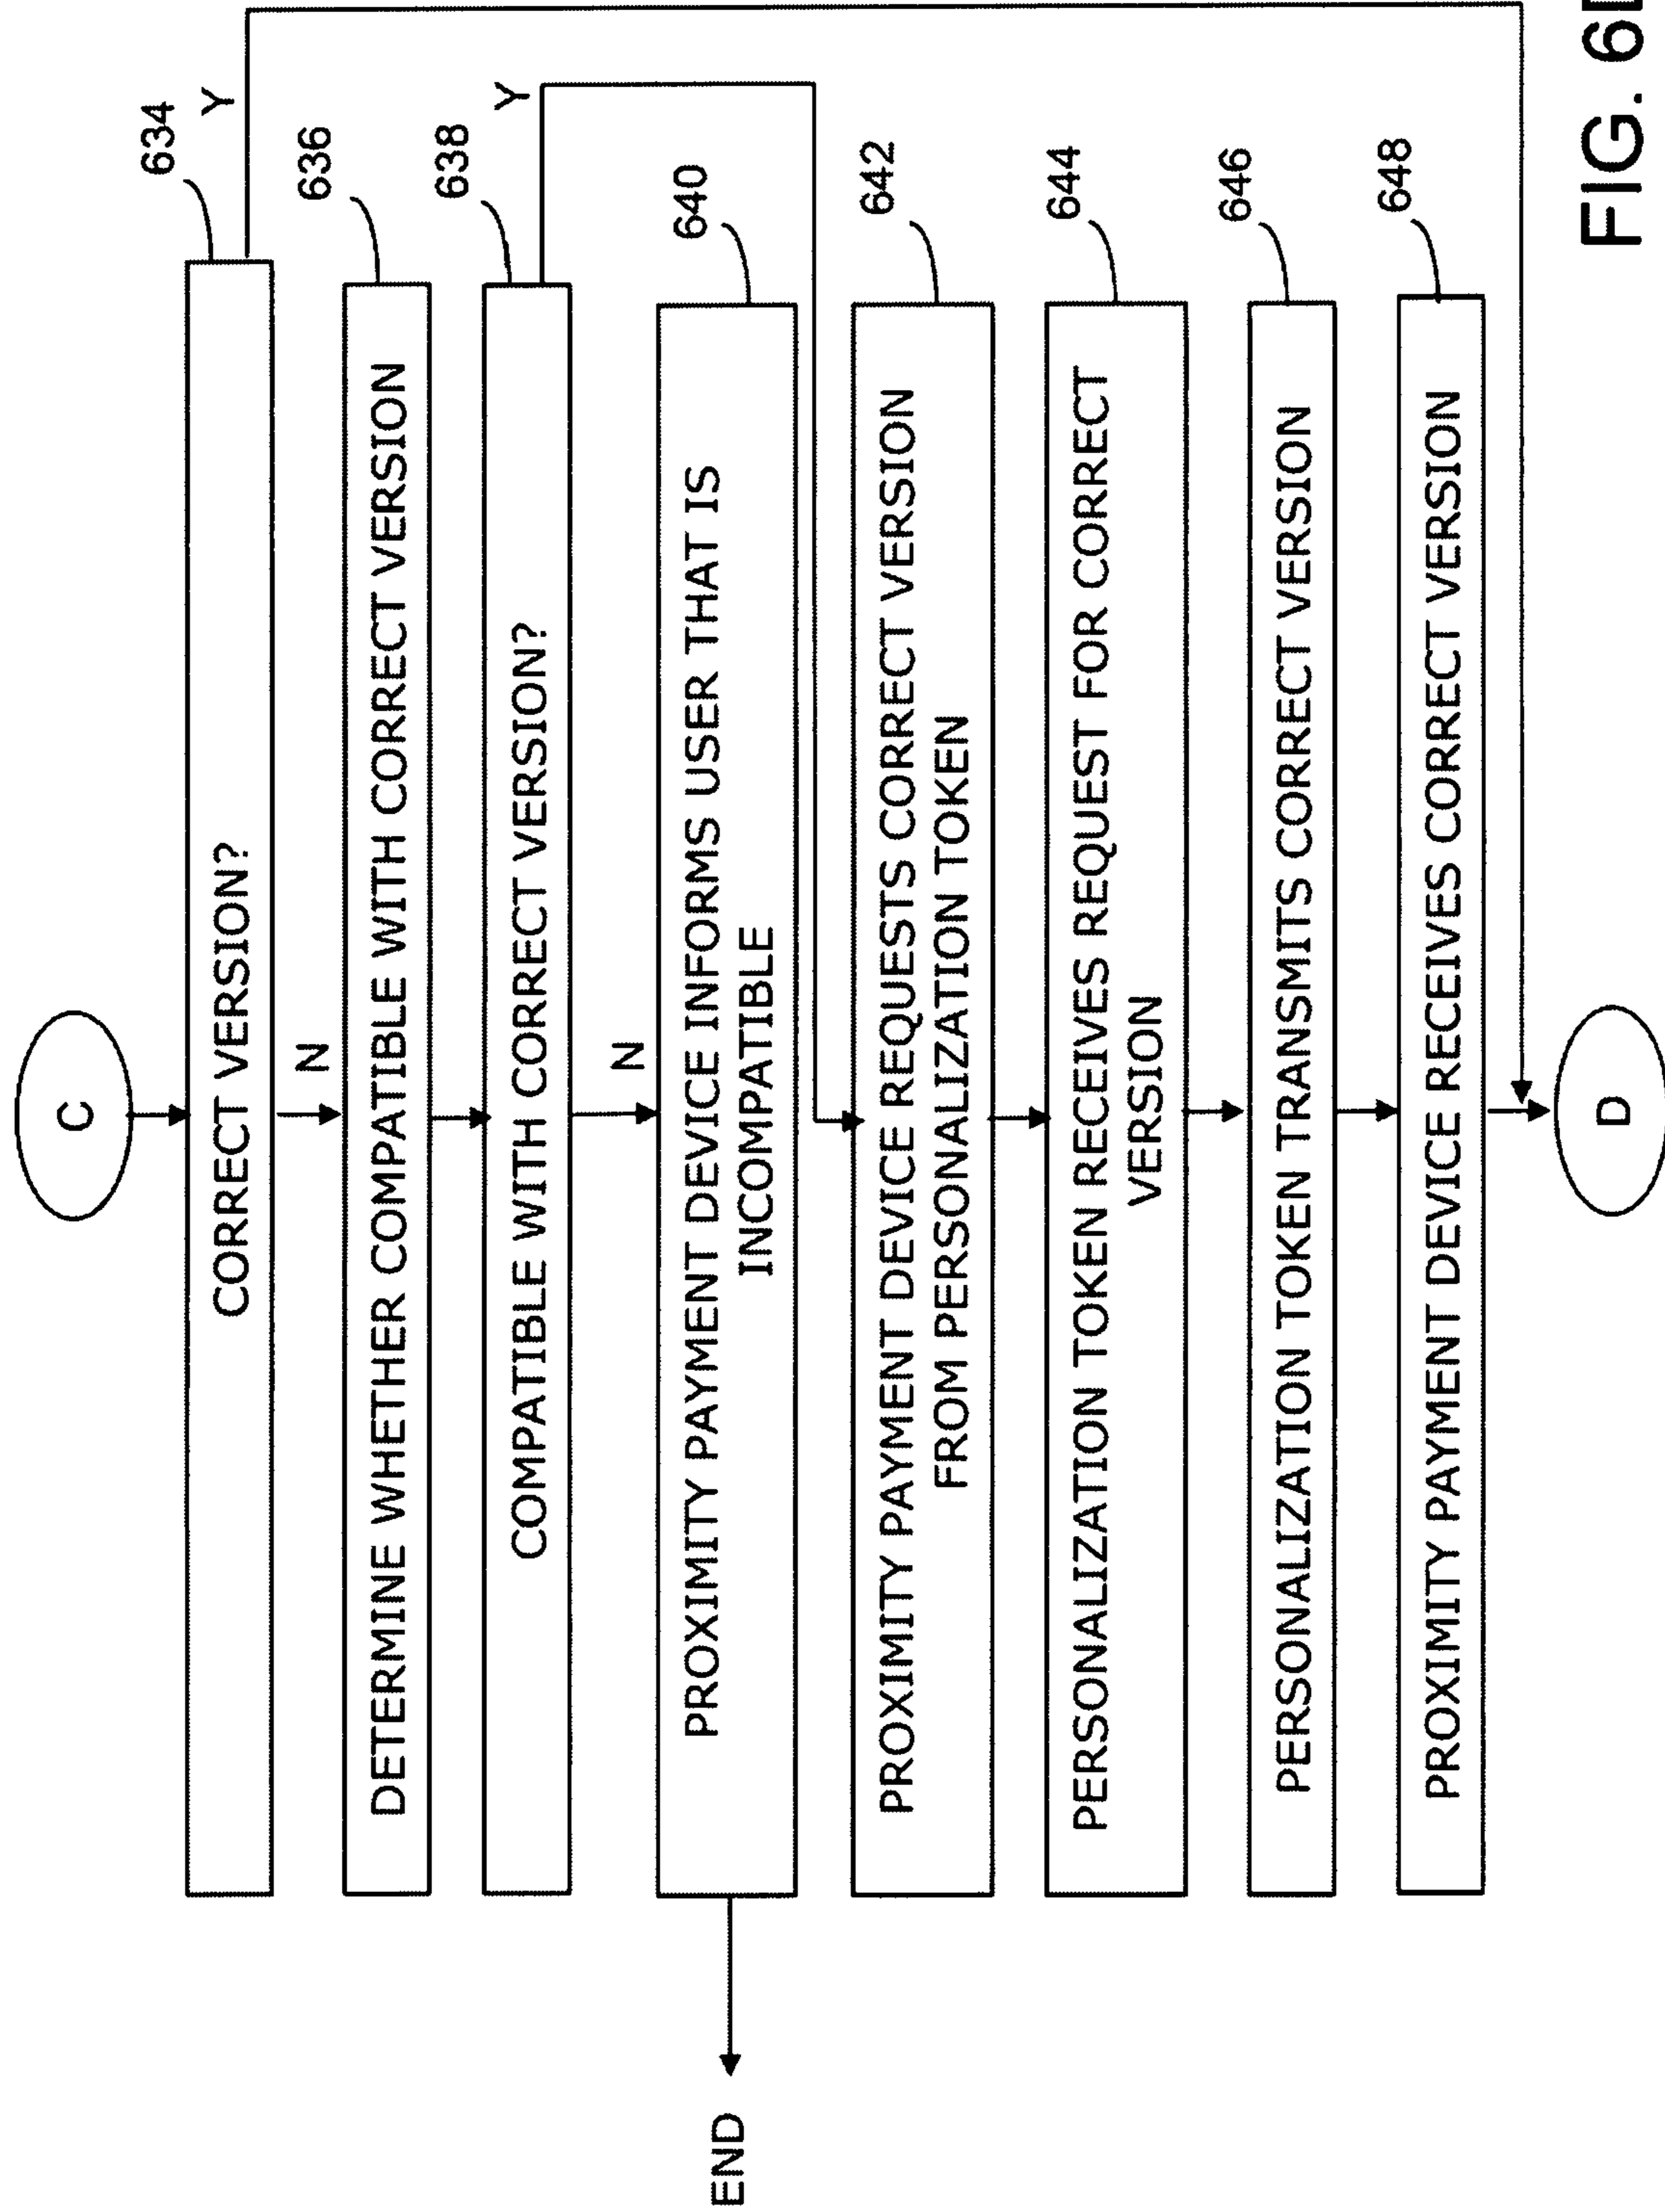 C
634
CORRECT VERSION?
Y
N
636
DETERMINE WHETHER COMPATIBLE WITH CORRECT VERSION
638
COMPATIBLE WITH CORRECT VERSION?
Y
N
640
PROXIMITY PAYMENT DEVICE INFORMS USER THAT IS
INCOMPATIBLE
END
642
PROXIMITY PAYMENT DEVICE REQUESTS CORRECT VERSION
FROM PERSONALIZATION TOKEN
644
PERSONALIZATION TOKEN RECEIVES REQUEST FOR CORRECT
VERSION
646
PERSONALIZATION TOKEN TRANSMITS CORRECT VERSION
648
PROXIMITY PAYMENT DEVICE RECEIVES CORRECT VERSION
D
FIG.